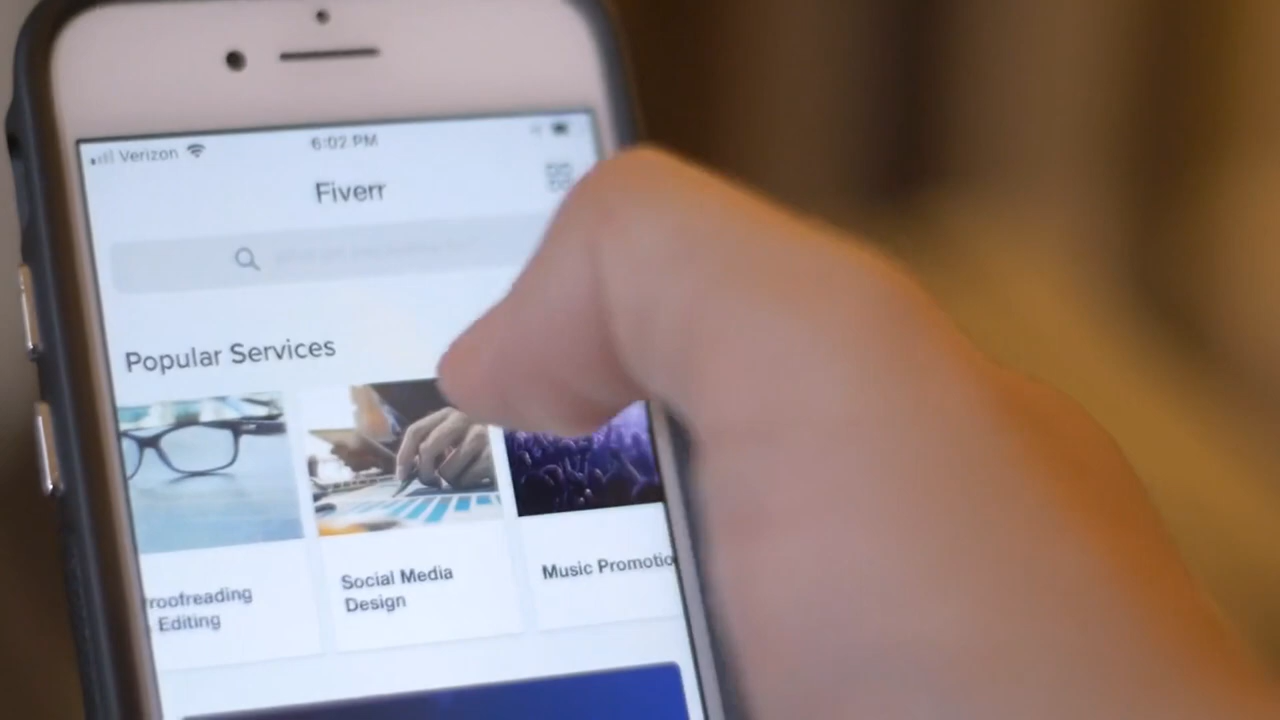 Verizon
6:02 PM
Fiverr
Popular Services
roofreading
Editing
Social Media
Design
Music Promotio